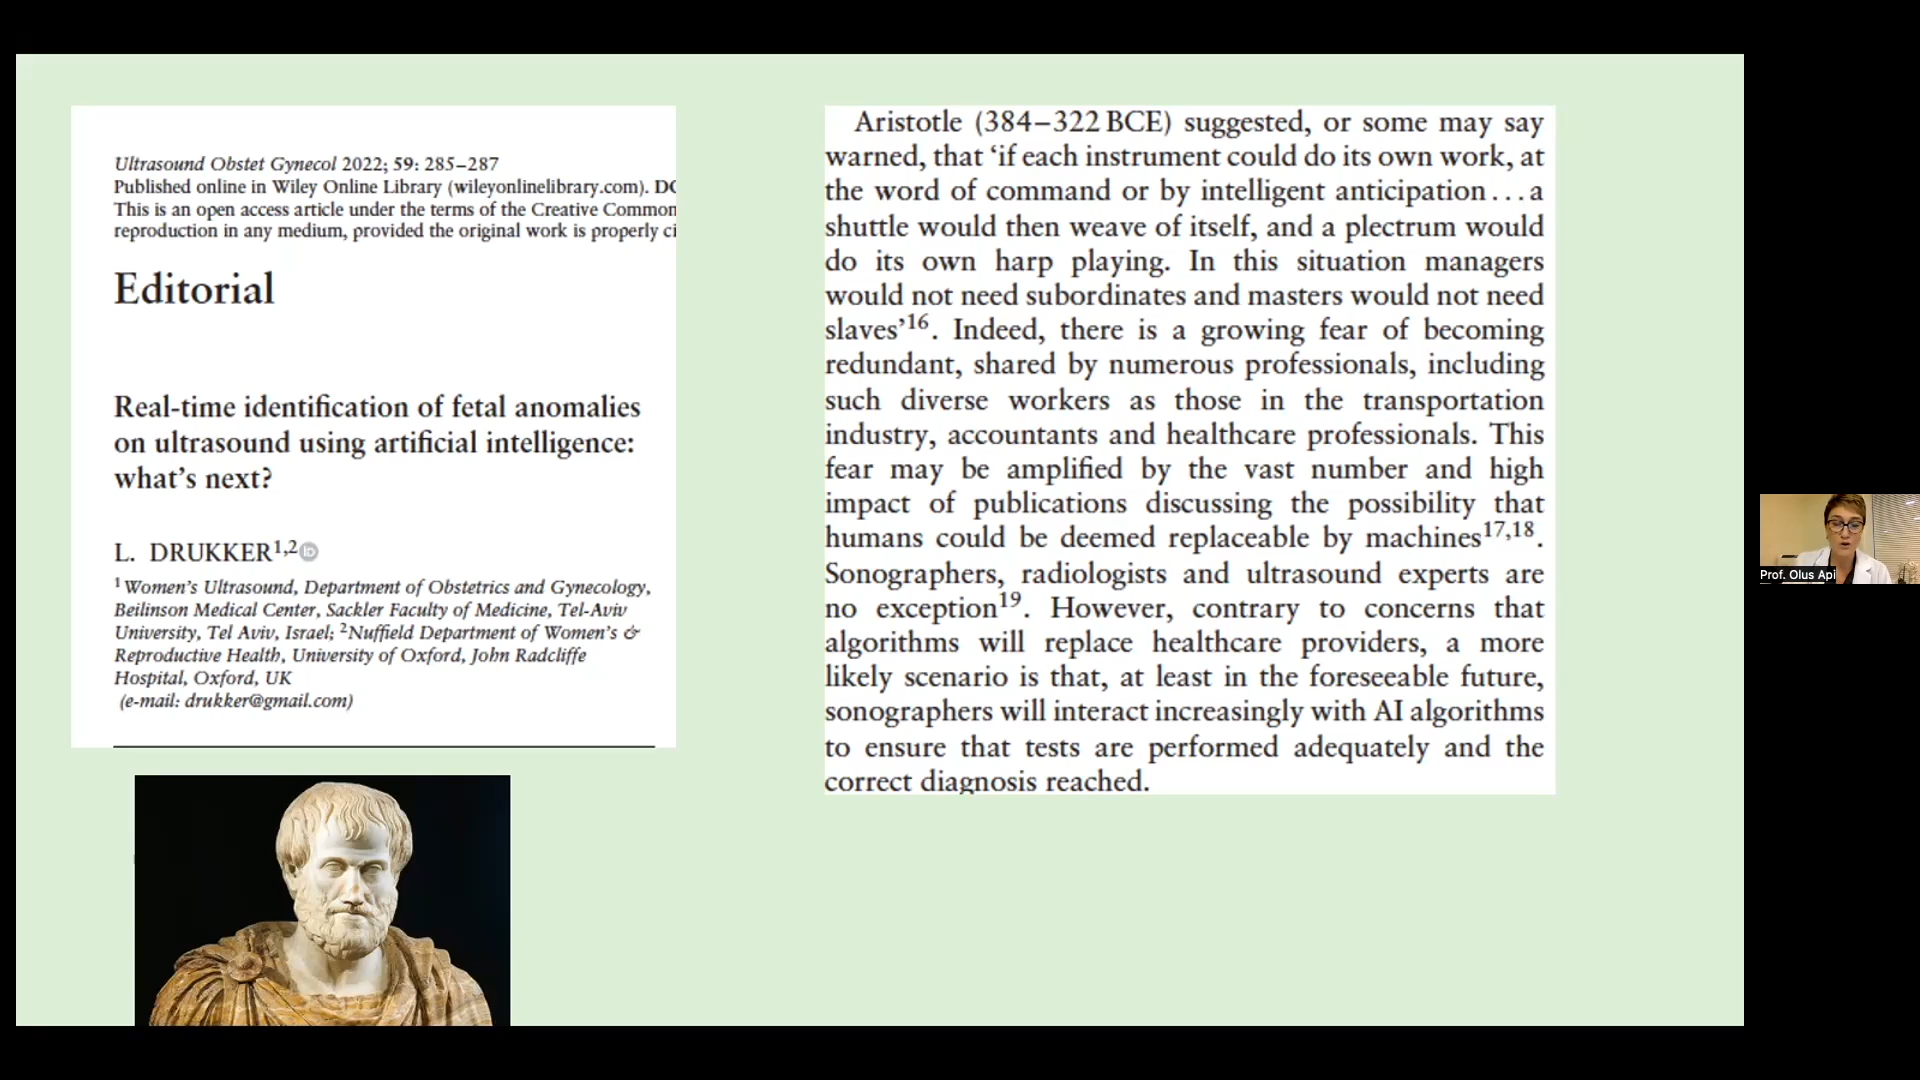 Ultrasound Obstet Gynecol 2022; 59: 285–287
Published online in Wiley Online Library (wileyonlinelibrary.com). DO
This is an open access article under the terms of the Creative Common
reproduction in any medium, provided the original work is properly ci
Editorial
Real-time identification of fetal anomalies
on ultrasound using artificial intelligence:
what’s next?
L. DRUKKER1,2 iD
1Women’s Ultrasound, Department of Obstetrics and Gynecology,
Beilinson Medical Center, Sackler Faculty of Medicine, Tel-Aviv
University, Tel Aviv, Israel; 2Nuffield Department of Women’s &
Reproductive Health, University of Oxford, John Radcliffe
Hospital, Oxford, UK
(e-mail: drukker@gmail.com)
Aristotle (384–322 BCE) suggested, or some may say
warned, that ‘if each instrument could do its own work, at
the word of command or by intelligent anticipation . . . a
shuttle would then weave of itself, and a plectrum would
do its own harp playing. In this situation managers
would not need subordinates and masters would not need
slaves’16. Indeed, there is a growing fear of becoming
redundant, shared by numerous professionals, including
such diverse workers as those in the transportation
industry, accountants and healthcare professionals. This
fear may be amplified by the vast number and high
impact of publications discussing the possibility that
humans could be deemed replaceable by machines17,18.
Sonographers, radiologists and ultrasound experts are
no exception19. However, contrary to concerns that
algorithms will replace healthcare providers, a more
likely scenario is that, at least in the foreseeable future,
sonographers will interact increasingly with AI algorithms
to ensure that tests are performed adequately and the
correct diagnosis reached.
Prof. Olus Api